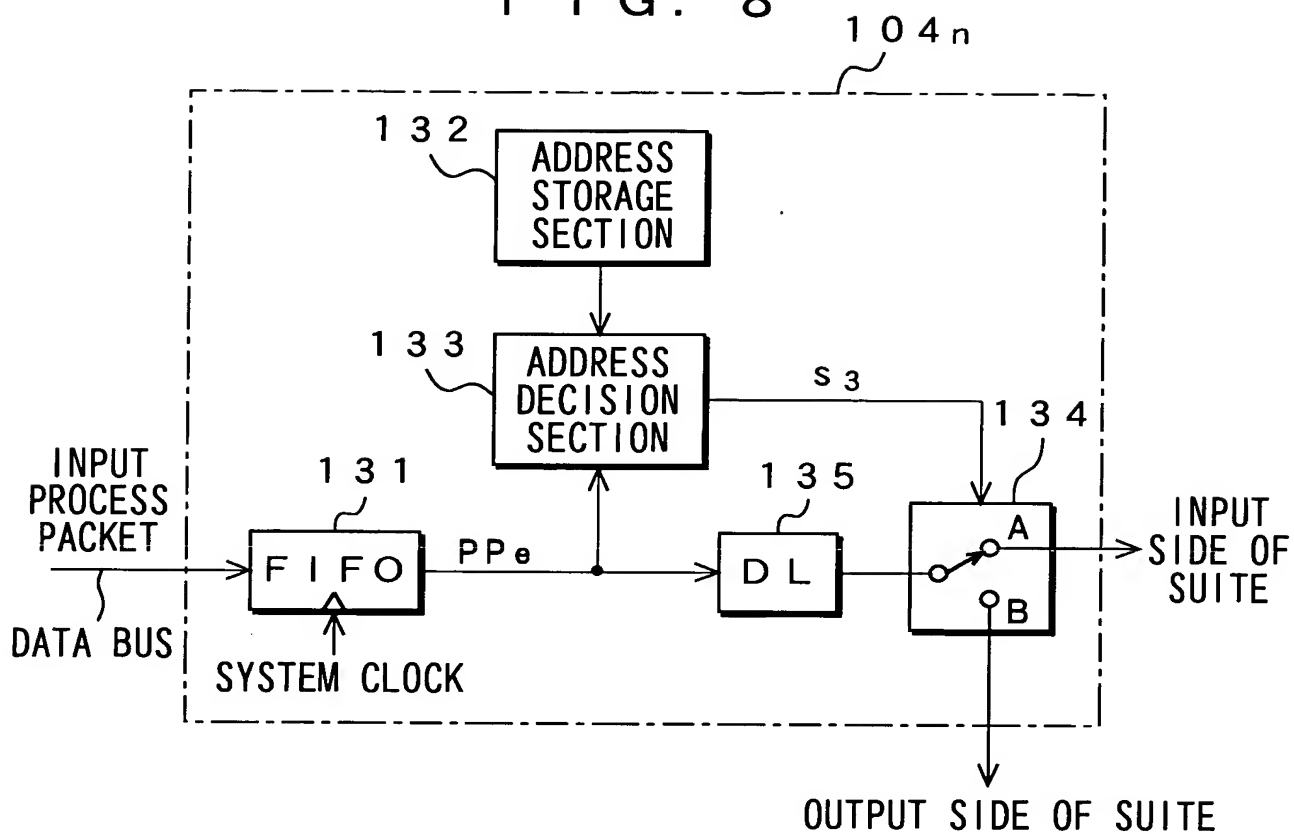 FIG. 8
104n
132
ADDRESS
STORAGE
SECTION
133
ADDRESS
DECISION
SECTION
S3
134
INPUT
PROCESS
PACKET
131
FIFO
PPe
135
DL
A
B
INPUT
SIDE OF
SUITE
DATA BUS
SYSTEM CLOCK
OUTPUT SIDE OF SUITE